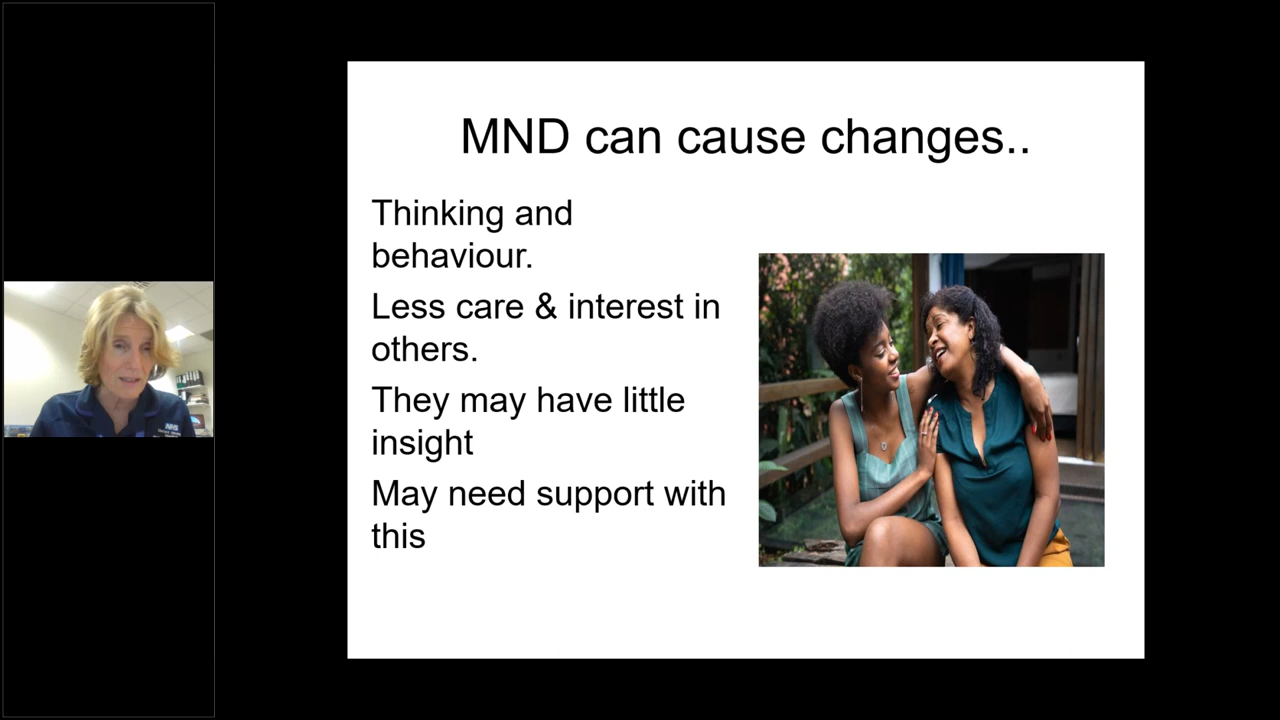 MND can cause changes..
Thinking and
behaviour.
Less care & interest in
others.
They may have little
insight
May need support with
this
NHS